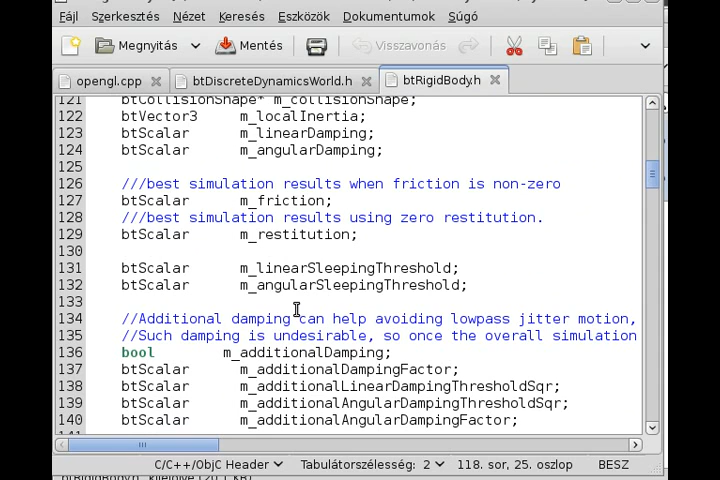 Fájl Szerkesztés Nézet Keresés Eszközök Dokumentumok Súgó
Megnyitás Mentés Visszavonás
opengl.cpp btDiscreteDynamicsWorld.h btRigidBody.h
121 btCollisionShape* m_collisionShape;
122 btVector3 m_localInertia;
123 btScalar m_linearDamping;
124 btScalar m_angularDamping;
125
126 ///best simulation results when friction is non-zero
127 btScalar m_friction;
128 ///best simulation results using zero restitution.
129 btScalar m_restitution;
130
131 btScalar m_linearSleepingThreshold;
132 btScalar m_angularSleepingThreshold;
133
134 //Additional damping can help avoiding lowpass jitter motion,
135 //Such damping is undesirable, so once the overall simulation
136 bool m_additionalDamping;
137 btScalar m_additionalDampingFactor;
138 btScalar m_additionalLinearDampingThresholdSqr;
139 btScalar m_additionalAngularDampingThresholdSqr;
140 btScalar m_additionalAngularDampingFactor;
C/C++/ObjC Header Tabulátorszélesség: 2 118. sor, 25. oszlop BESZ